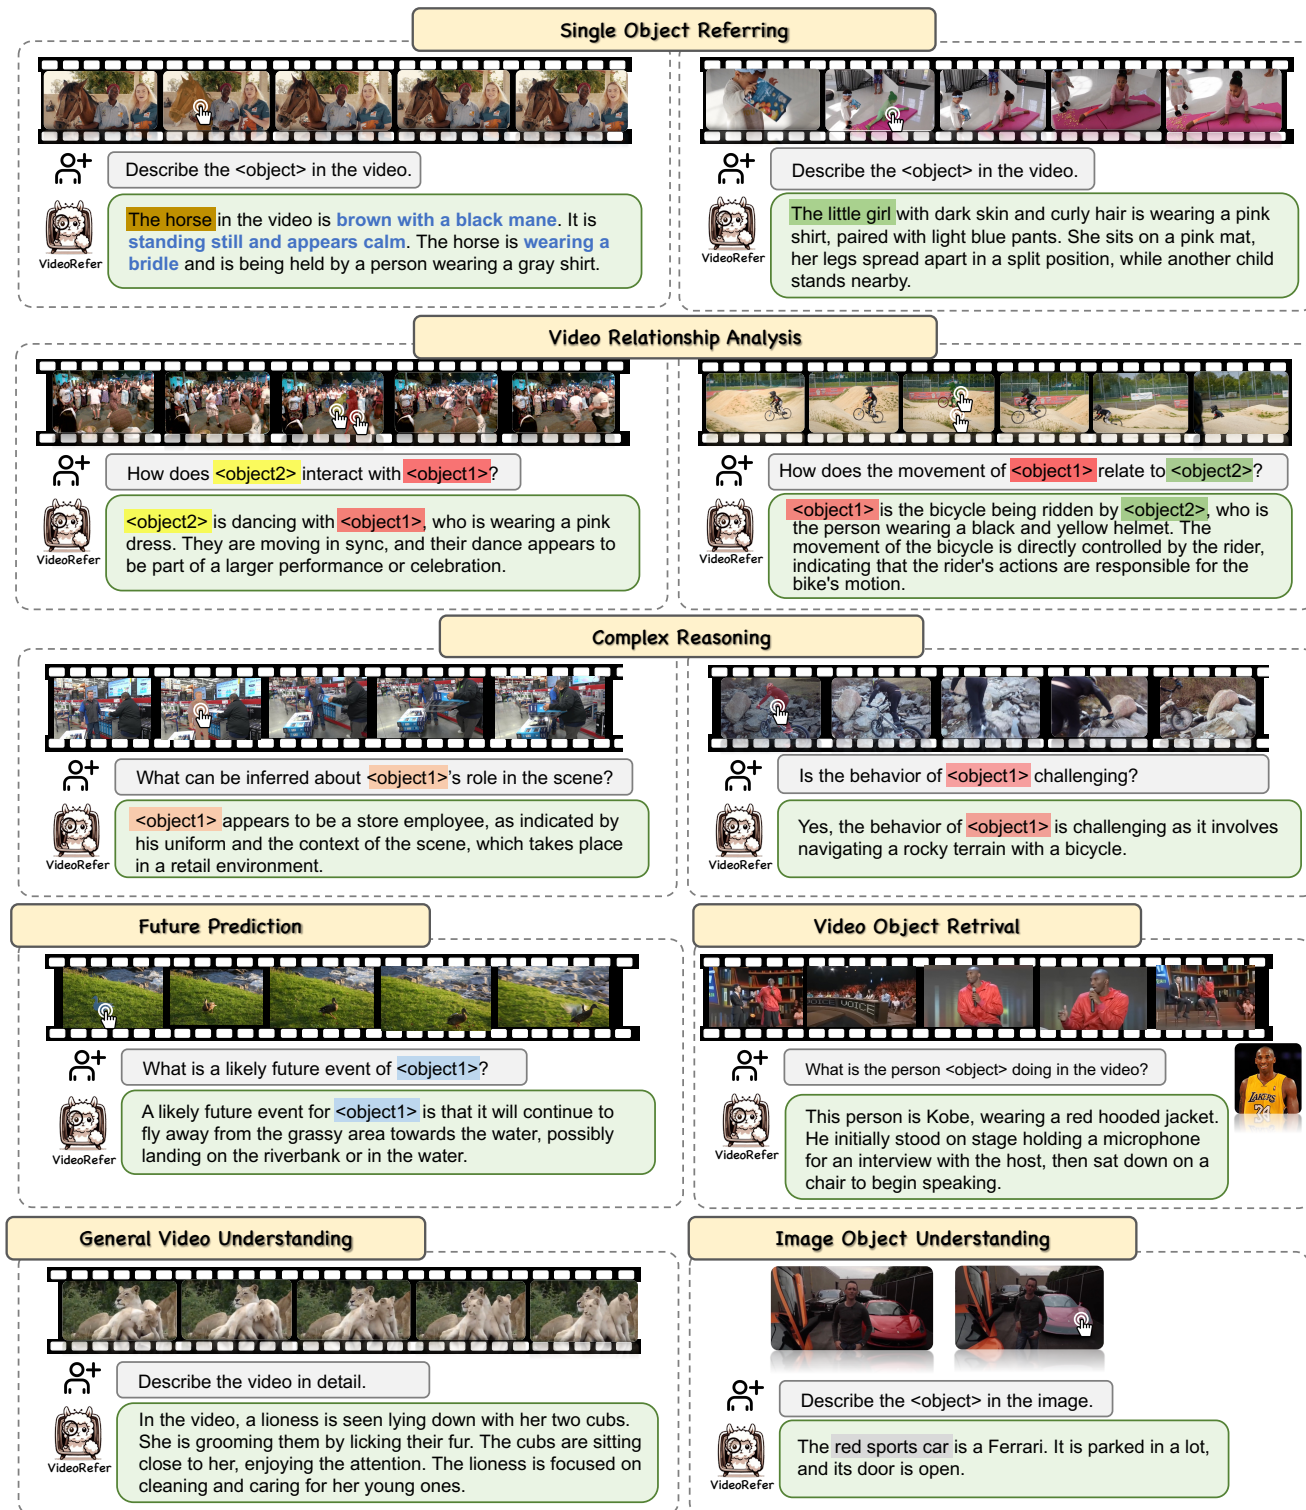 Single Object Referring
Describe the <object> in the video.
VideoRefer
The horse in the video is brown with a black mane. It is
standing still and appears calm. The horse is wearing a
bridle and is being held by a person wearing a gray shirt.
Describe the <object> in the video.
VideoRefer
The little girl with dark skin and curly hair is wearing a pink
shirt, paired with light blue pants. She sits on a pink mat,
her legs spread apart in a split position, while another child
stands nearby.
Video Relationship Analysis
How does <object2> interact with <object1>?
VideoRefer
<object2> is dancing with <object1>, who is wearing a pink
dress. They are moving in sync, and their dance appears to
be part of a larger performance or celebration.
How does the movement of <object1> relate to <object2>?
VideoRefer
<object1> is the bicycle being ridden by <object2>, who is
the person wearing a black and yellow helmet. The
movement of the bicycle is directly controlled by the rider,
indicating that the rider's actions are responsible for the
bike's motion.
Complex Reasoning
What can be inferred about <object1>'s role in the scene?
VideoRefer
<object1> appears to be a store employee, as indicated by
his uniform and the context of the scene, which takes place
in a retail environment.
Is the behavior of <object1> challenging?
VideoRefer
Yes, the behavior of <object1> is challenging as it involves
navigating a rocky terrain with a bicycle.
Future Prediction
What is a likely future event of <object1>?
VideoRefer
A likely future event for <object1> is that it will continue to
fly away from the grassy area towards the water, possibly
landing on the riverbank or in the water.
Video Object Retrival
VOICE VOICE
What is the person <object> doing in the video?
LAKERS
24
VideoRefer
This person is Kobe, wearing a red hooded jacket.
He initially stood on stage holding a microphone
for an interview with the host, then sat down on a
chair to begin speaking.
General Video Understanding
Describe the video in detail.
VideoRefer
In the video, a lioness is seen lying down with her two cubs.
She is grooming them by licking their fur. The cubs are sitting
close to her, enjoying the attention. The lioness is focused on
cleaning and caring for her young ones.
Image Object Understanding
Describe the <object> in the image.
VideoRefer
The red sports car is a Ferrari. It is parked in a lot,
and its door is open.